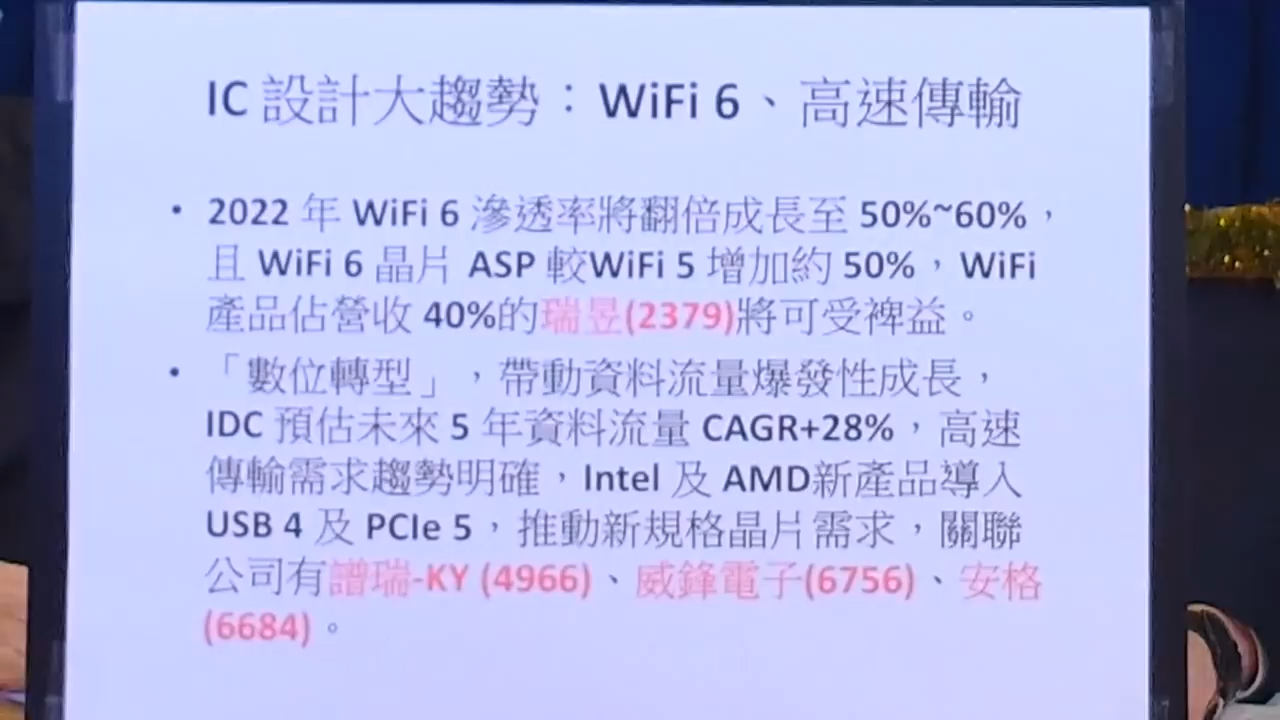 IC 設計大趨勢：WiFi 6、高速傳輸
• 2022 年 WiFi 6 滲透率將翻倍成長至 50%~60%，
且 WiFi 6 晶片 ASP 較WiFi 5 增加約 50%，WiFi
產品佔營收 40%的瑞昱(2379)將可受裨益。
• 「數位轉型」，帶動資料流量爆發性成長，
IDC 預估未來 5 年資料流量 CAGR+28%，高速
傳輸需求趨勢明確，Intel 及 AMD新產品導入
USB 4 及 PCIe 5，推動新規格晶片需求，關聯
公司有譜瑞-KY (4966)、威鋒電子(6756)、安格
(6684)。